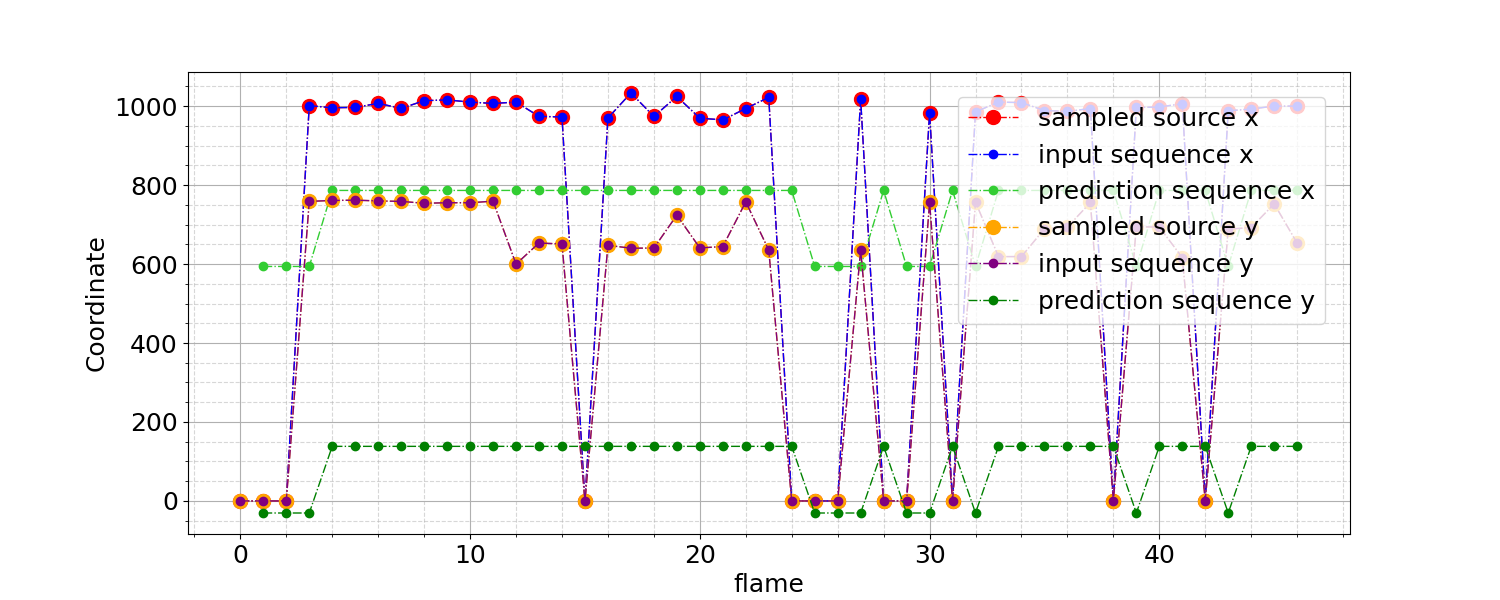 1000
800
600
400
200
0
Coordinate
0 10 20 30 40
flame
sampled source x
input sequence x
prediction sequence x
sampled source y
input sequence y
prediction sequence y